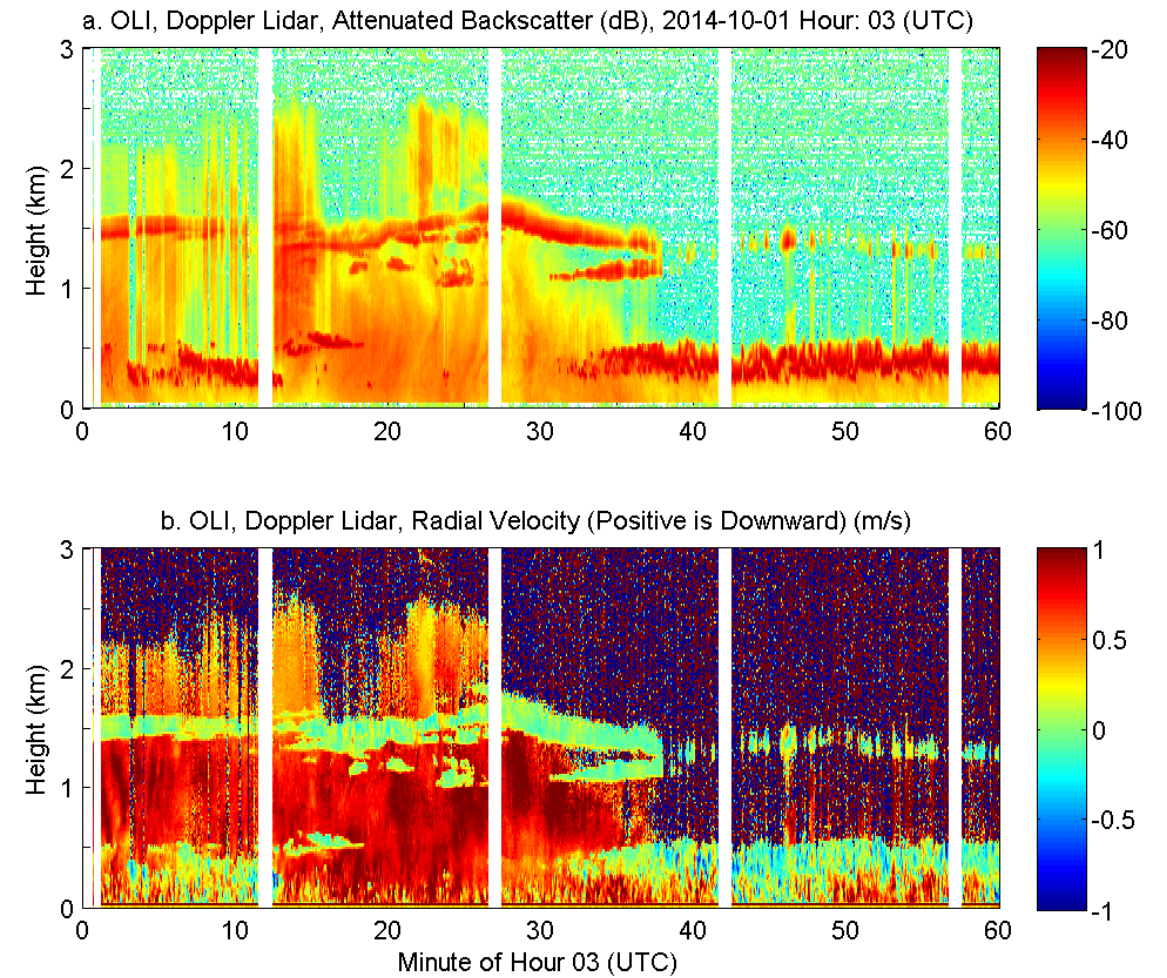 a. OLI, Doppler Lidar, Attenuated Backscatter (dB), 2014-10-01 Hour: 03 (UTC)
3
2
1
0
Height (km)
0 10 20 30 40 50 60
-20
-40
-60
-80
-100
b. OLI, Doppler Lidar, Radial Velocity (Positive is Downward) (m/s)
3
2
1
0
Height (km)
0 10 20 30 40 50 60
Minute of Hour 03 (UTC)
1
0.5
0
-0.5
-1